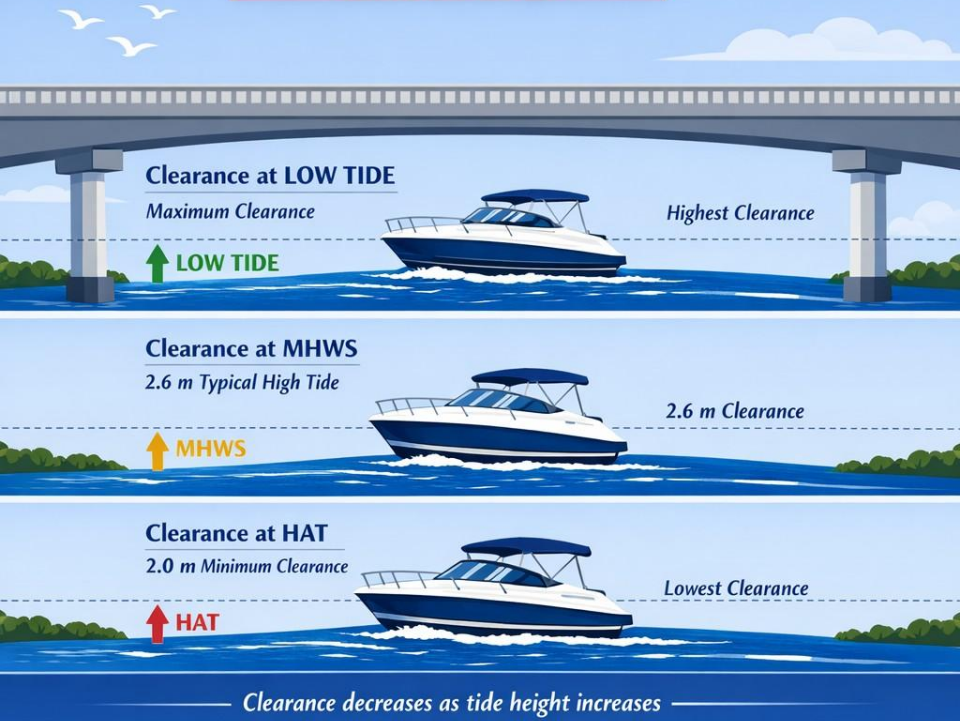 Clearance at LOW TIDE
Maximum Clearance
Highest Clearance
LOW TIDE
Clearance at MHWS
2.6 m Typical High Tide
2.6 m Clearance
MHWS
Clearance at HAT
2.0 m Minimum Clearance
Lowest Clearance
HAT
Clearance decreases as tide height increases